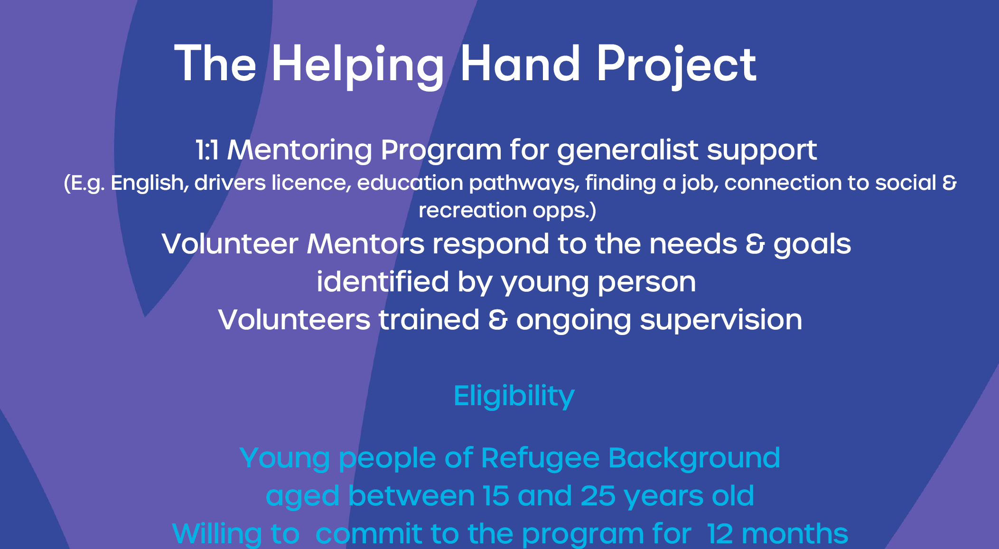 The Helping Hand Project
1:1 Mentoring Program for generalist support
(E.g. English, drivers licence, education pathways, finding a job, connection to social &
recreation opps.)
Volunteer Mentors respond to the needs & goals
identified by young person
Volunteers trained & ongoing supervision
Eligibility
Young people of Refugee Background
aged between 15 and 25 years old
Willing to  commit to the program for  12 months